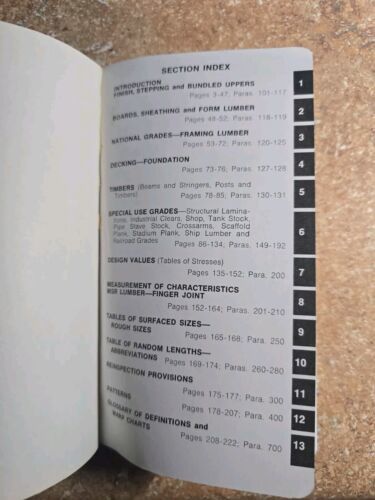 SECTION INDEX
INTRODUCTION
FINISH, STEPPING and BUNDLED UPPERS
Pages 3-47; Paras. 101-117
1
BOARDS, SHEATHING and FORM LUMBER
Pages 48-52; Paras. 118-119
2
NATIONAL GRADES—FRAMING LUMBER
Pages 53-72; Paras. 120-125
3
DECKING—FOUNDATION
Pages 73-76; Paras. 127-128
4
TIMBERS (Beams and Stringers, Posts and
Timbers)
Pages 78-85; Paras. 130-131
5
SPECIAL USE GRADES—Structural Lamina-
tions, Industrial Clears, Shop, Tank Stock,
Pipe Stave Stock, Crossarms, Scaffold
Plank, Stadium Plank, Ship Lumber and
Railroad Grades
Pages 86-134; Paras. 149-192
6
DESIGN VALUES (Tables of Stresses)
Pages 135-152; Para. 200
7
MEASUREMENT OF CHARACTERISTICS
MSR LUMBER—FINGER JOINT
Pages 152-164; Paras. 201-210
8
TABLES OF SURFACED SIZES—
ROUGH SIZES
Pages 165-168; Para. 250
9
TABLE OF RANDOM LENGTHS—
ABBREVIATIONS
Pages 169-174; Paras. 260-280
10
REINSPECTION PROVISIONS
Pages 175-177; Para. 300
11
PATTERNS
Pages 178-207; Para. 400
12
GLOSSARY OF DEFINITIONS and
WARP CHARTS
Pages 208-222; Para. 700
13